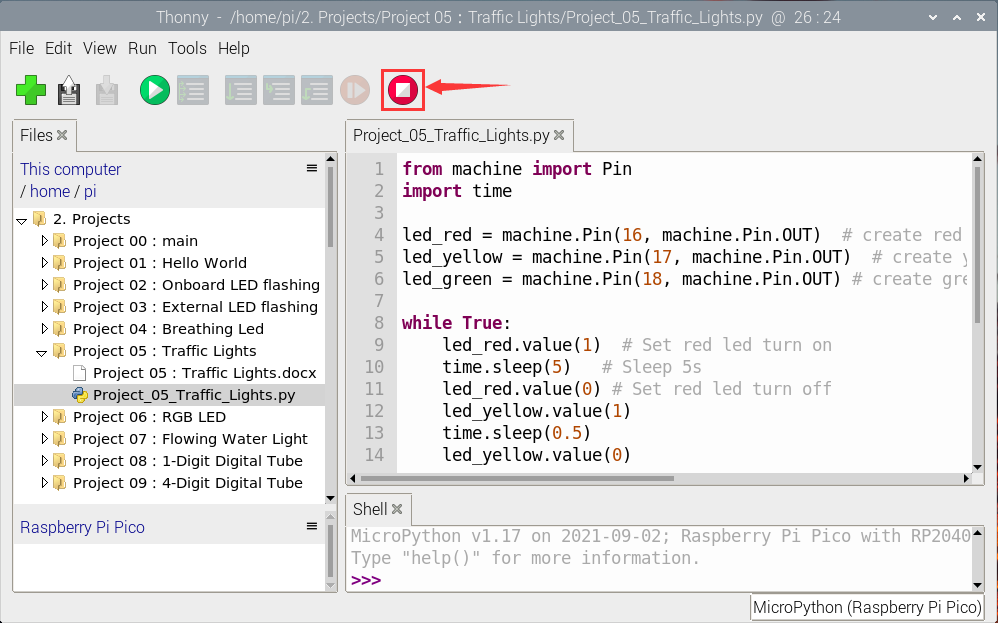 Thonny - /home/pi/2. Projects/Project 05 : Traffic Lights/Project_05_Traffic_Lights.py @ 26 : 24
File Edit View Run Tools Help
Files
This computer
/ home / pi
2. Projects
Project 00 : main
Project 01 : Hello World
Project 02 : Onboard LED flashing
Project 03 : External LED flashing
Project 04 : Breathing Led
Project 05 : Traffic Lights
Project 05 : Traffic Lights.docx
Project_05_Traffic_Lights.py
Project 06 : RGB LED
Project 07 : Flowing Water Light
Project 08 : 1-Digit Digital Tube
Project 09 : 4-Digit Digital Tube
Raspberry Pi Pico
Project_05_Traffic_Lights.py
1 from machine import Pin
2 import time
3
4 led_red = machine.Pin(16, machine.Pin.OUT)  # create red
5 led_yellow = machine.Pin(17, machine.Pin.OUT)  # create y
6 led_green = machine.Pin(18, machine.Pin.OUT) # create gre
7
8 while True:
9     led_red.value(1)  # Set red led turn on
10     time.sleep(5)   # Sleep 5s
11     led_red.value(0) # Set red led turn off
12     led_yellow.value(1)
13     time.sleep(0.5)
14     led_yellow.value(0)
Shell
MicroPython v1.17 on 2021-09-02; Raspberry Pi Pico with RP2040
Type "help()" for more information.
>>>
MicroPython (Raspberry Pi Pico)